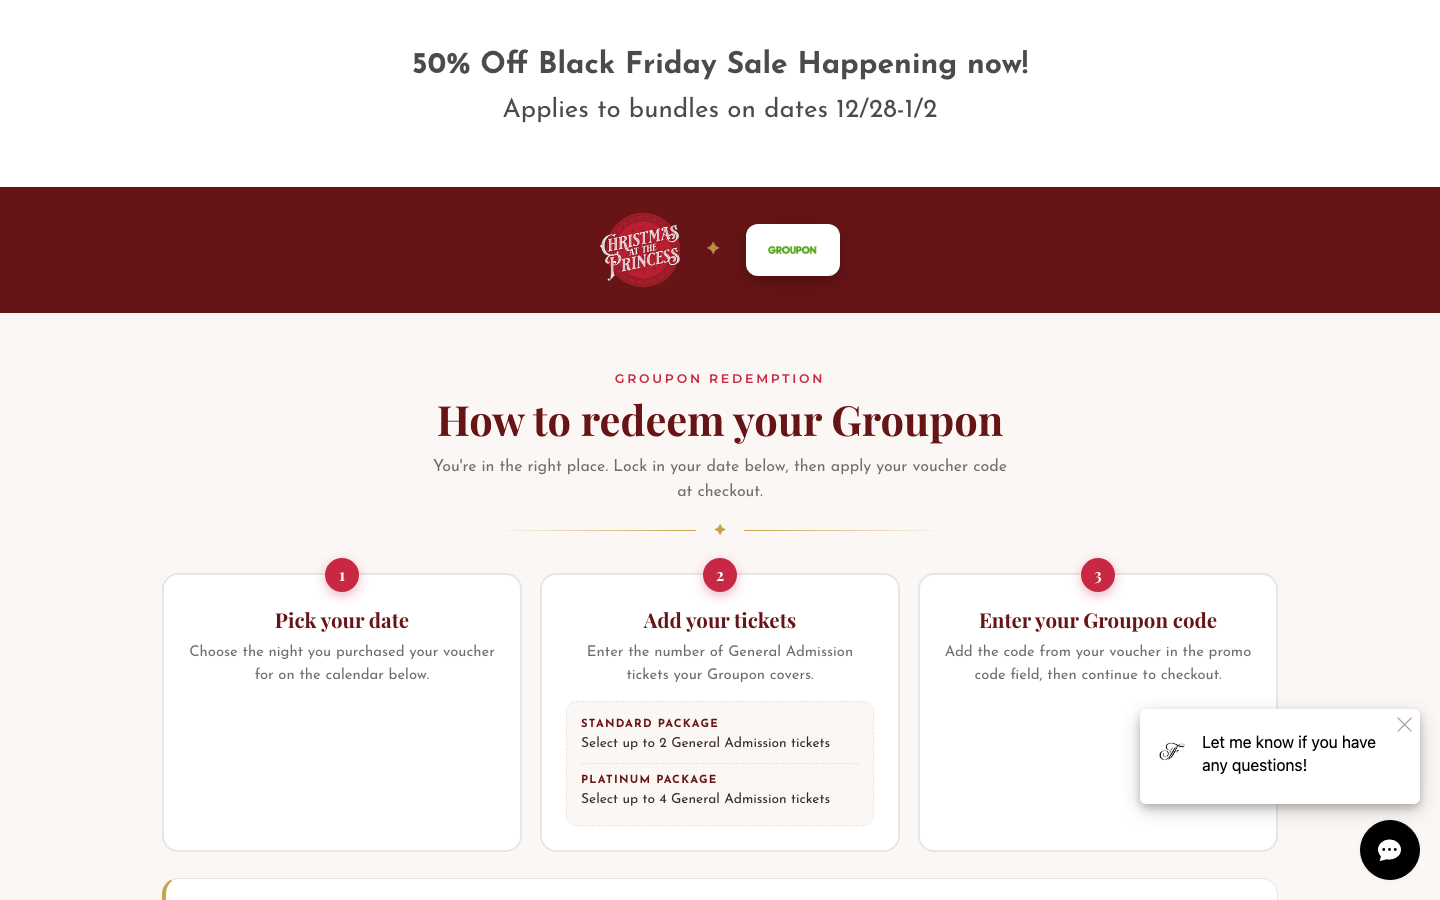 50% Off Black Friday Sale Happening now!
Applies to bundles on dates 12/28-1/2
CHRISTMAS
AT THE
PRINCESS
GROUPON
GROUPON REDEMPTION
How to redeem your Groupon
You're in the right place. Lock in your date below, then apply your voucher code
at checkout.
1
Pick your date
Choose the night you purchased your voucher
for on the calendar below.
2
Add your tickets
Enter the number of General Admission
tickets your Groupon covers.
STANDARD PACKAGE
Select up to 2 General Admission tickets
PLATINUM PACKAGE
Select up to 4 General Admission tickets
3
Enter your Groupon code
Add the code from your voucher in the promo
code field, then continue to checkout.
F
Let me know if you have
any questions!